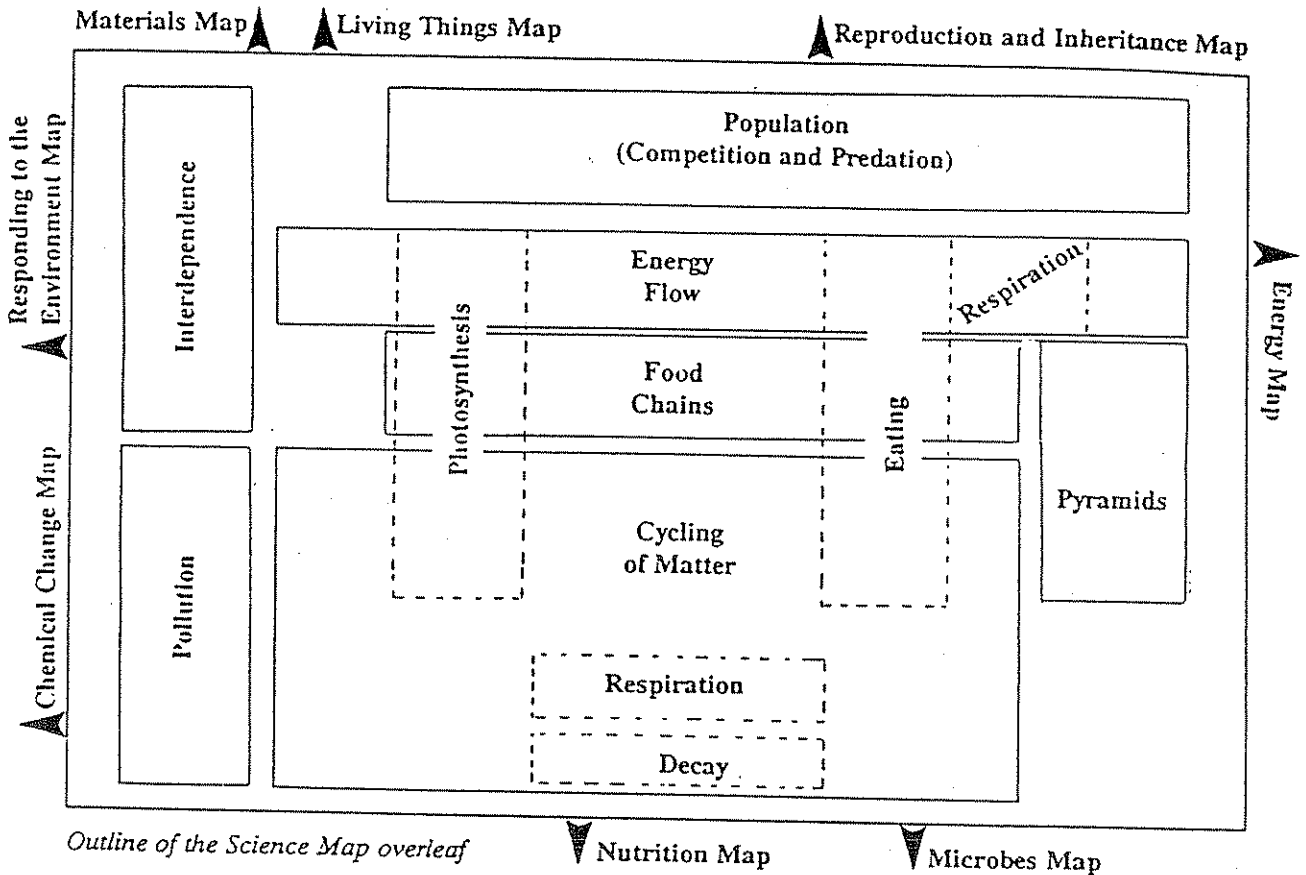 Materials Map
Living Things Map
Reproduction and Inheritance Map
Responding to the
Environment Map
Chemical Change Map
Energy Map
Interdependence
Pollution
Population
(Competition and Predation)
Energy
Flow
Respiration
Photosynthesis
Food
Chains
Eating
Cycling
of Matter
Pyramids
Respiration
Decay
Outline of the Science Map overleaf
Nutrition Map
Microbes Map